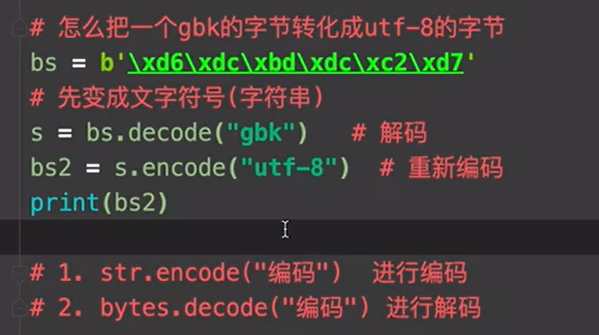 # 怎么把一个gbk的字节转化成utf-8的字节
bs = b'\xd6\xdc\xbd\xdc\xc2\xd7'
# 先变成文字符号(字符串)
s = bs.decode("gbk")   # 解码
bs2 = s.encode("utf-8")  # 重新编码
print(bs2)
# 1. str.encode("编码")  进行编码
# 2. bytes.decode("编码") 进行解码